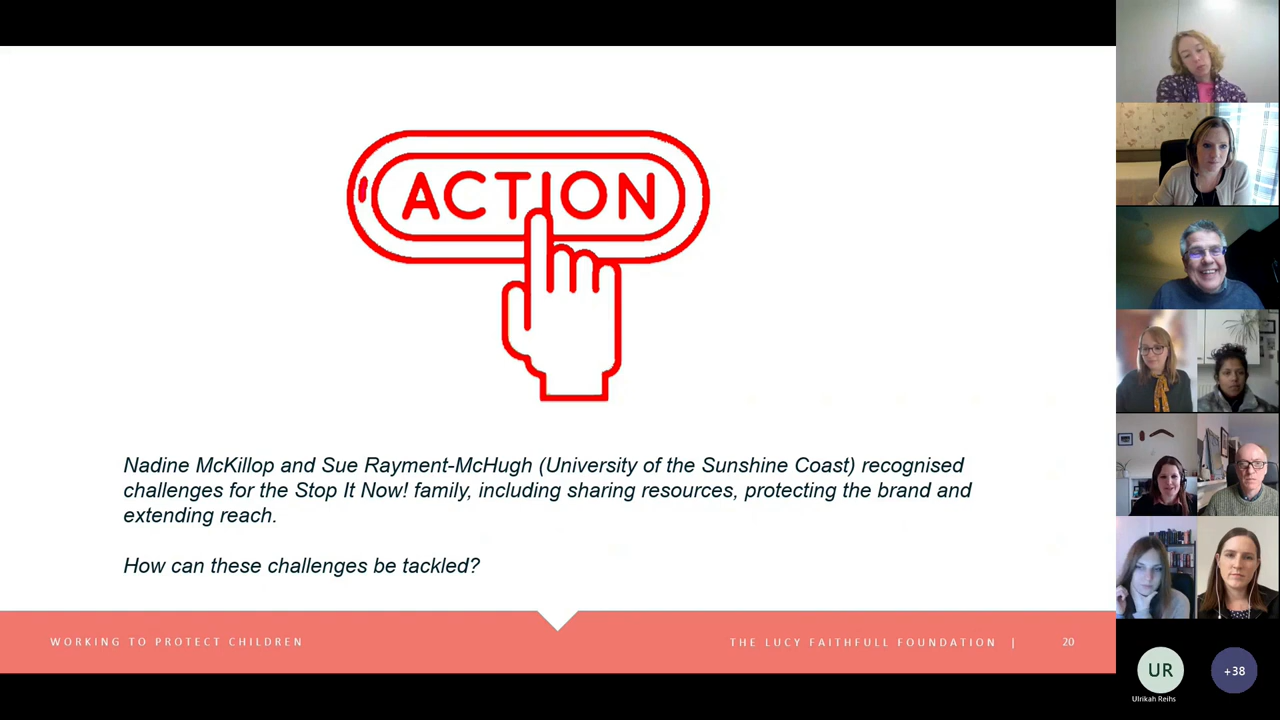 ACTION
Nadine McKillop and Sue Rayment-McHugh (University of the Sunshine Coast) recognised
challenges for the Stop It Now! family, including sharing resources, protecting the brand and
extending reach.
How can these challenges be tackled?
WORKING TO PROTECT CHILDREN
THE LUCY FAITHFULL FOUNDATION |
20
UR
Ulrikah Reihs
+38